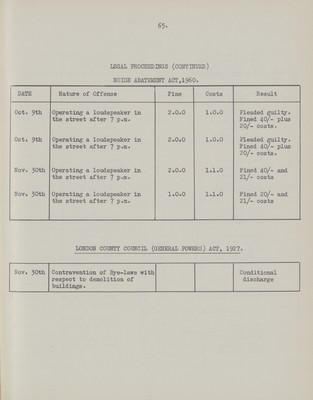 65.
LEGAL PROCEEDINGS (CONTINUED)
NOISE ABATEMENT ACT,1960.
DATE Nature of Offence Fine Costs Result
Oct. 9th Operating a loudspeaker in 2.0.0 1.0.0 Pleaded guilty.
the street after 7 p.m. Fined 40/- plus
20/- costs.
Oct. 9th Operating a loudspeaker in 2.0.0 1.0.0 Pleaded guilty.
the street after 7 p.m. Fined 40/- plus
20/- costs.
Nov. 30th Operating a loudspeaker in 2.0.0 1.1.0 Fined 40/- and
the street after 7 p.m. 21/- costs
Nov. 30th Operating a loudspeaker in 1.0.0 1.1.0 Fined 20/- and
the street after 7 p.m. 21/- costs
LONDON COUNTY COUNCIL (GENERAL POWERS) ACT, 1927.
Nov. 30th Contravention of Bye-laws with Conditional
respect to demolition of discharge
buildings.